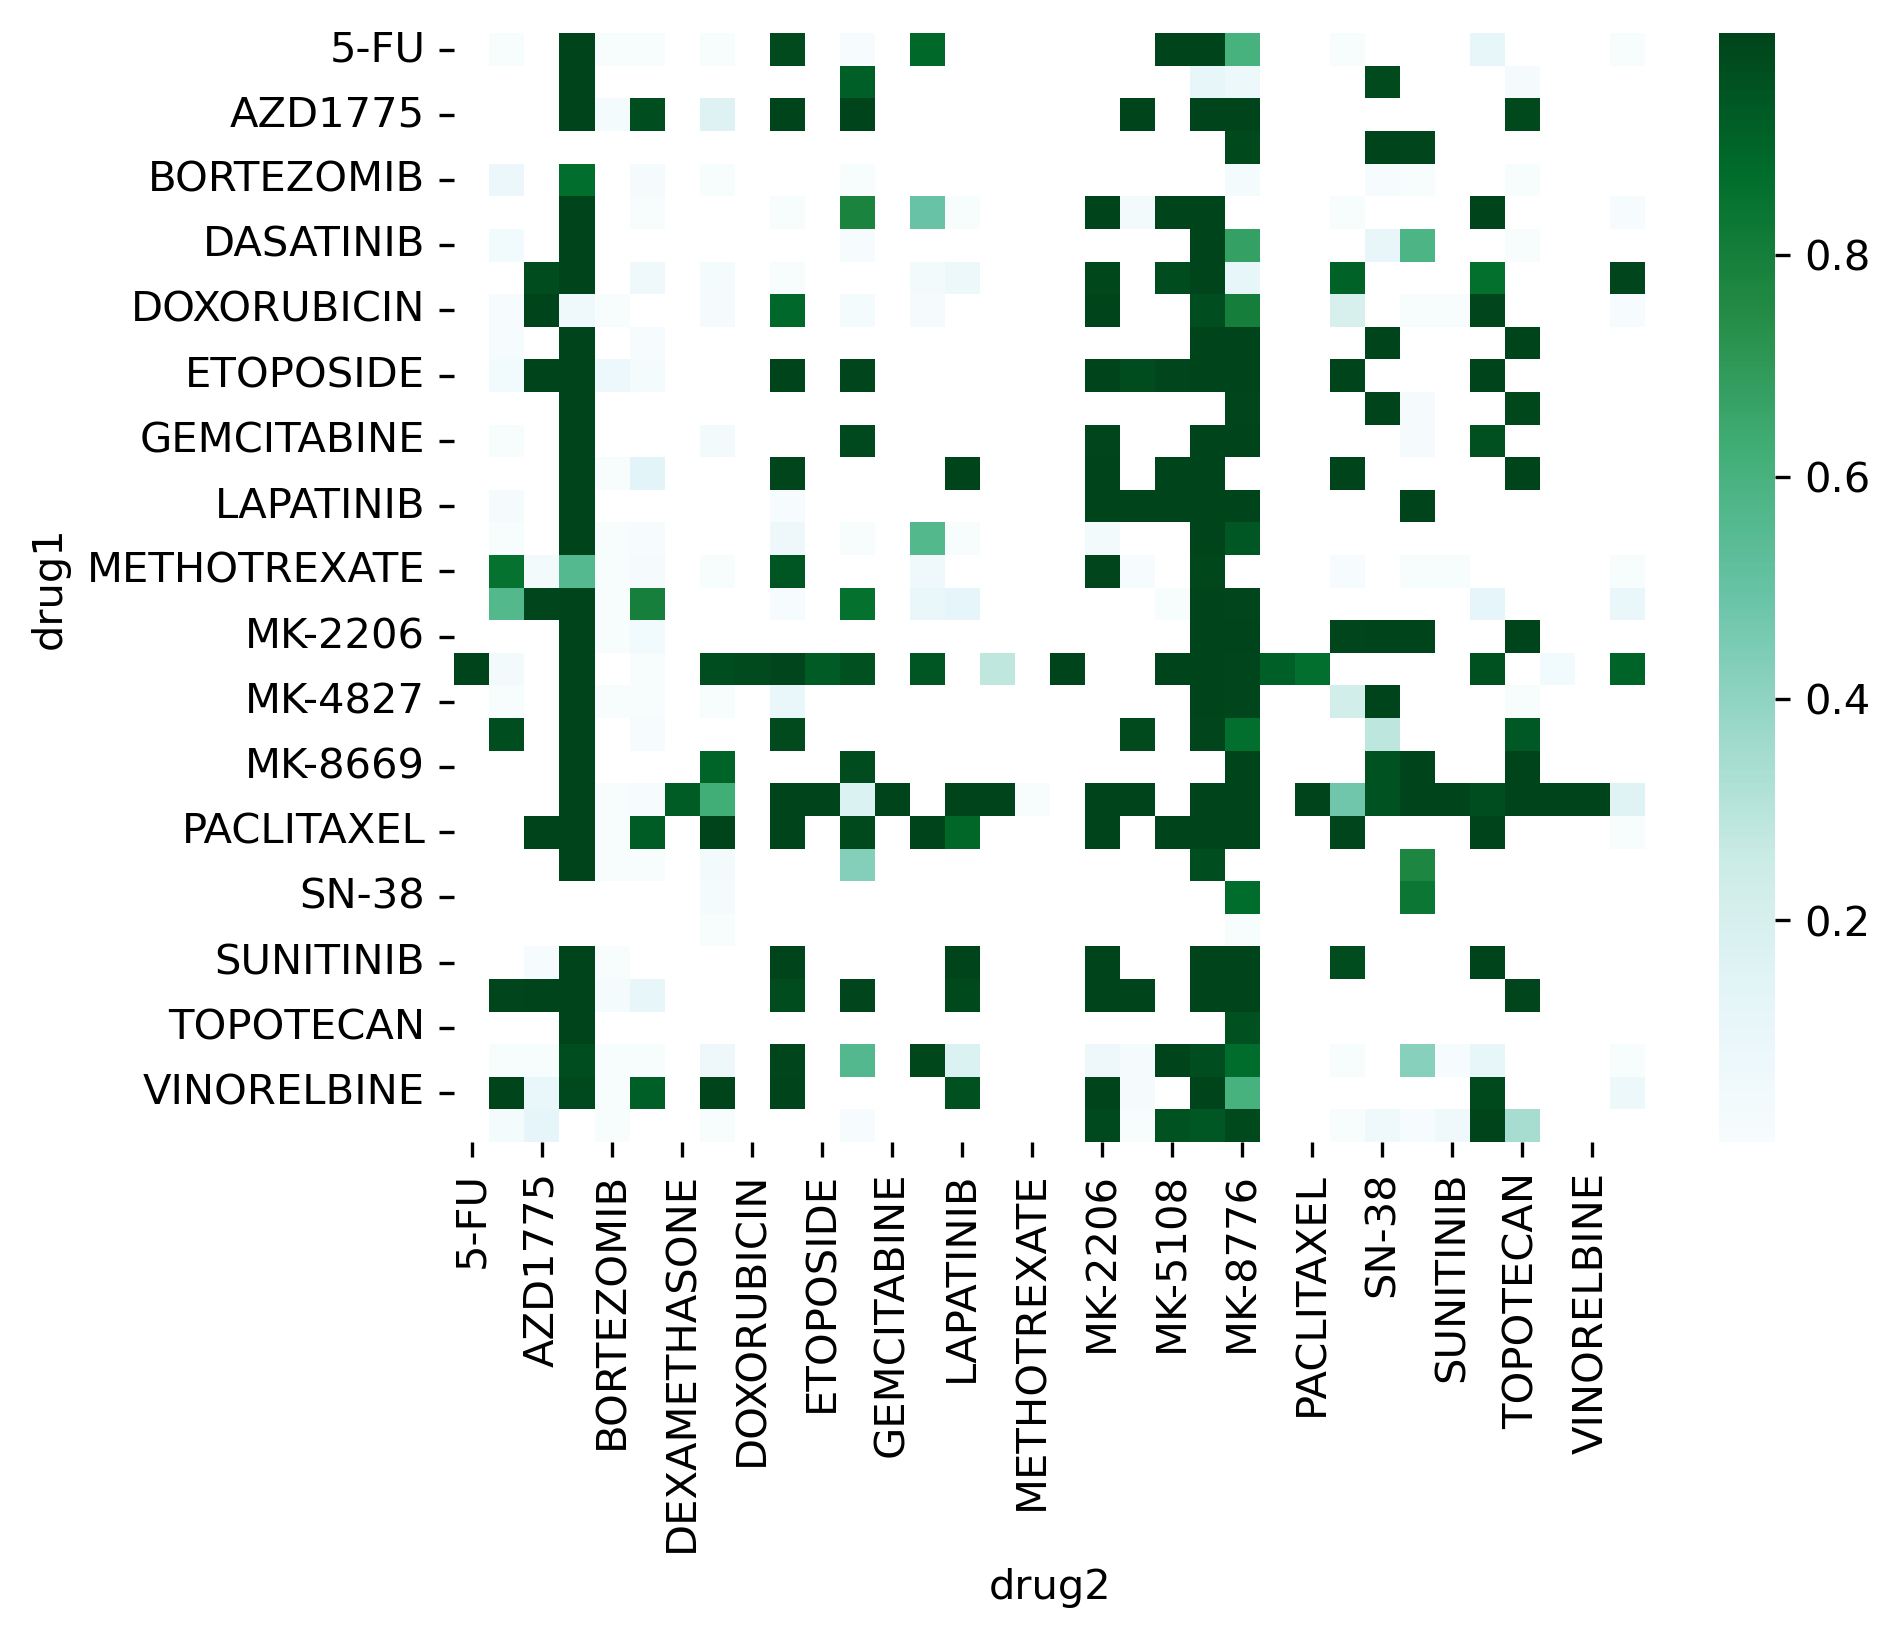 5-FU
AZD1775
BORTEZOMIB
DASATINIB
DOXORUBICIN
ETOPOSIDE
GEMCITABINE
LAPATINIB
METHOTREXATE
MK-2206
MK-4827
MK-8669
PACLITAXEL
SN-38
SUNITINIB
TOPOTECAN
VINORELBINE
drug1
5-FU
AZD1775
BORTEZOMIB
DEXAMETHASONE
DOXORUBICIN
ETOPOSIDE
GEMCITABINE
LAPATINIB
METHOTREXATE
MK-2206
MK-5108
MK-8776
PACLITAXEL
SN-38
SUNITINIB
TOPOTECAN
VINORELBINE
drug2
0.8
0.6
0.4
0.2